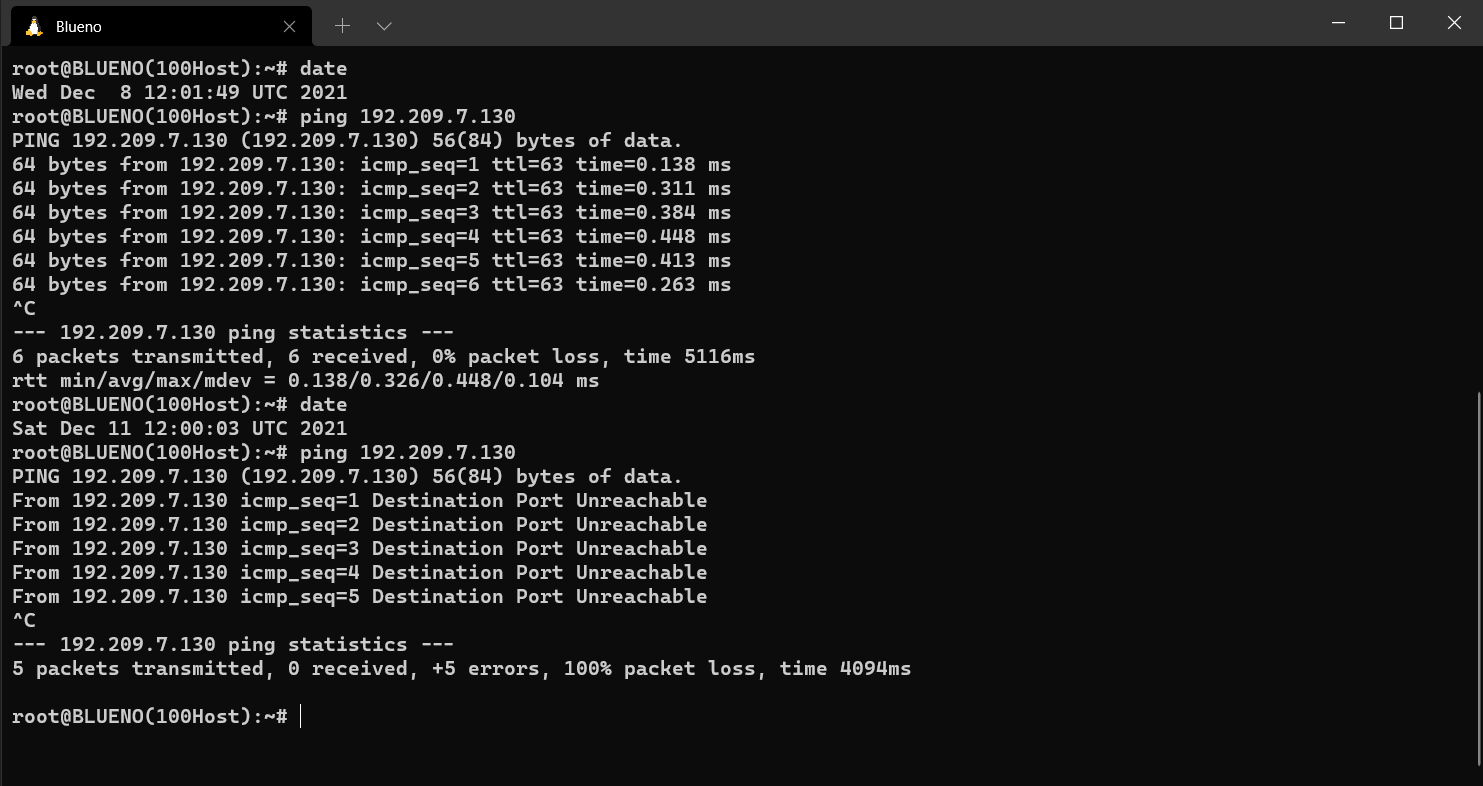 Blueno
root@BLUENO(100Host):~# date
Wed Dec  8 12:01:49 UTC 2021
root@BLUENO(100Host):~# ping 192.209.7.130
PING 192.209.7.130 (192.209.7.130) 56(84) bytes of data.
64 bytes from 192.209.7.130: icmp_seq=1 ttl=63 time=0.138 ms
64 bytes from 192.209.7.130: icmp_seq=2 ttl=63 time=0.311 ms
64 bytes from 192.209.7.130: icmp_seq=3 ttl=63 time=0.384 ms
64 bytes from 192.209.7.130: icmp_seq=4 ttl=63 time=0.448 ms
64 bytes from 192.209.7.130: icmp_seq=5 ttl=63 time=0.413 ms
64 bytes from 192.209.7.130: icmp_seq=6 ttl=63 time=0.263 ms
^C
--- 192.209.7.130 ping statistics ---
6 packets transmitted, 6 received, 0% packet loss, time 5116ms
rtt min/avg/max/mdev = 0.138/0.326/0.448/0.104 ms
root@BLUENO(100Host):~# date
Sat Dec 11 12:00:03 UTC 2021
root@BLUENO(100Host):~# ping 192.209.7.130
PING 192.209.7.130 (192.209.7.130) 56(84) bytes of data.
From 192.209.7.130 icmp_seq=1 Destination Port Unreachable
From 192.209.7.130 icmp_seq=2 Destination Port Unreachable
From 192.209.7.130 icmp_seq=3 Destination Port Unreachable
From 192.209.7.130 icmp_seq=4 Destination Port Unreachable
From 192.209.7.130 icmp_seq=5 Destination Port Unreachable
^C
--- 192.209.7.130 ping statistics ---
5 packets transmitted, 0 received, +5 errors, 100% packet loss, time 4094ms
root@BLUENO(100Host):~#